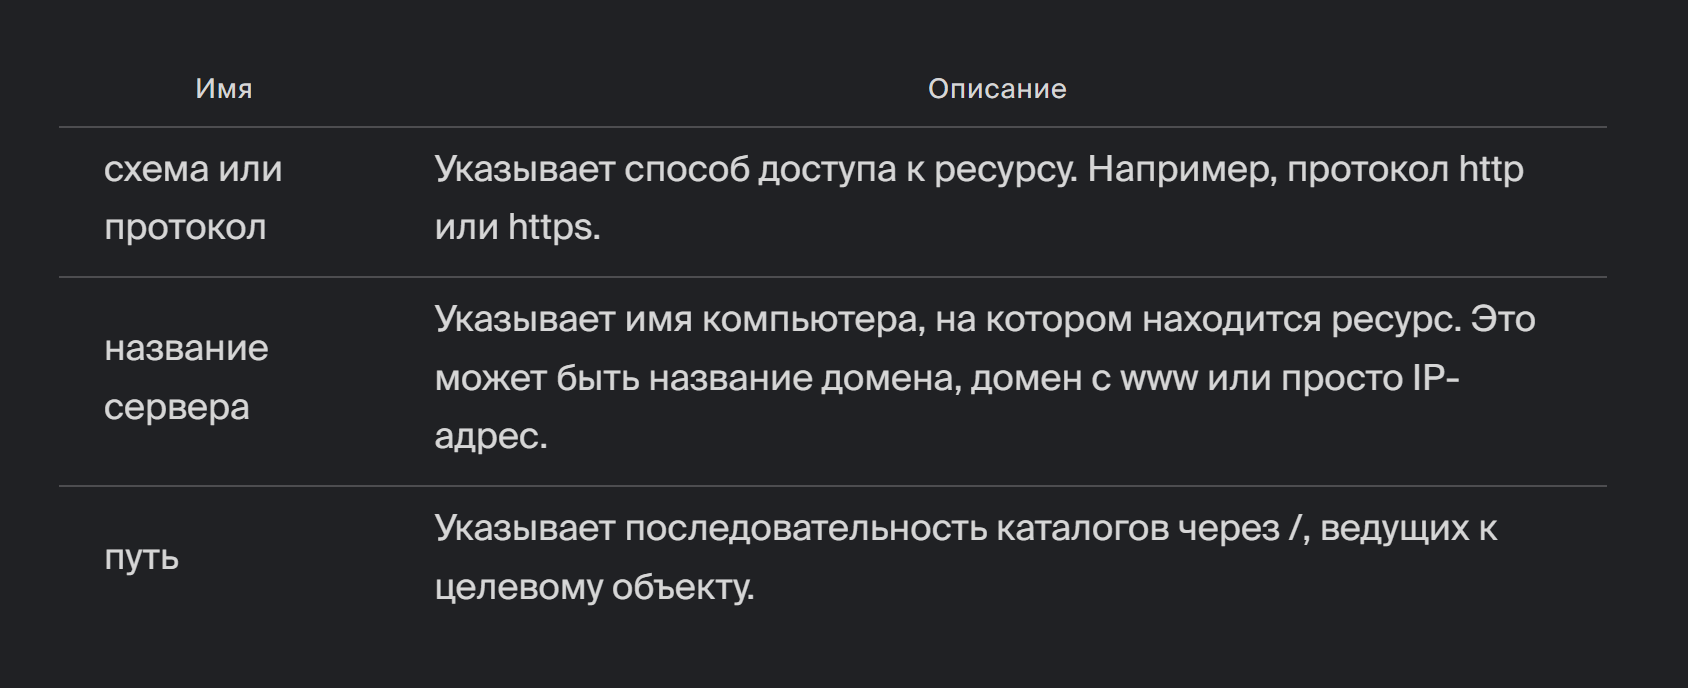 Имя
Описание
схема или
протокол
Указывает способ доступа к ресурсу. Например, протокол http
или https.
название
сервера
Указывает имя компьютера, на котором находится ресурс. Это
может быть название домена, домен с www или просто IP-
адрес.
путь
Указывает последовательность каталогов через /, ведущих к
целевому объекту.